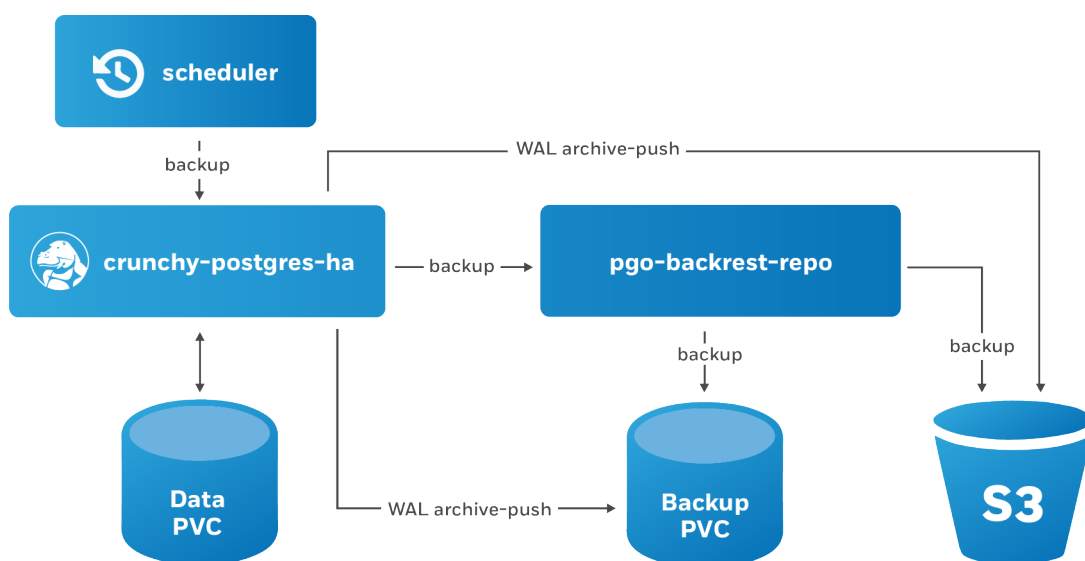 scheduler
backup
WAL archive-push
crunchy-postgres-ha
backup
pgo-backrest-repo
backup
backup
Data
PVC
WAL archive-push
Backup
PVC
S3